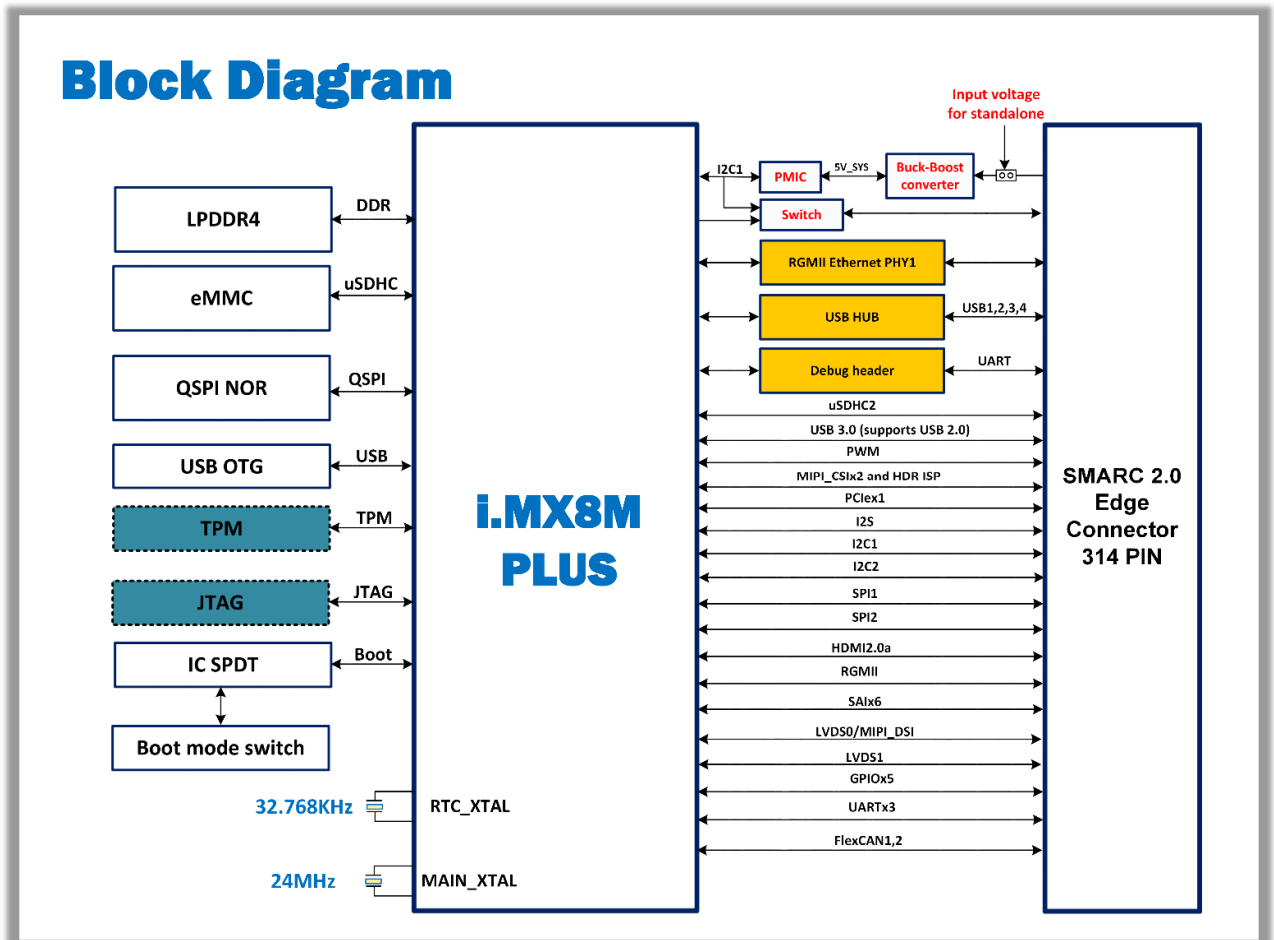 Block Diagram
Input voltage
for standalone
LPDDR4
DDR
eMMC
uSDHC
QSPI NOR
QSPI
USB OTG
USB
TPM
TPM
JTAG
JTAG
IC SPDT
Boot
Boot mode switch
32.768KHz
RTC_XTAL
24MHz
MAIN_XTAL
i.MX8M
PLUS
I2C1
PMIC
5V_SYS
Buck-Boost
converter
Switch
RGMII Ethernet PHY1
USB HUB
USB1,2,3,4
Debug header
UART
uSDHC2
USB 3.0 (supports USB 2.0)
PWM
MIPI_CSIx2 and HDR ISP
PCIex1
I2S
I2C1
I2C2
SPI1
SPI2
HDMI2.0a
RGMII
SAIx6
LVDS0/MIPI_DSI
LVDS1
GPIOx5
UARTx3
FlexCAN1,2
SMARC 2.0
Edge
Connector
314 PIN